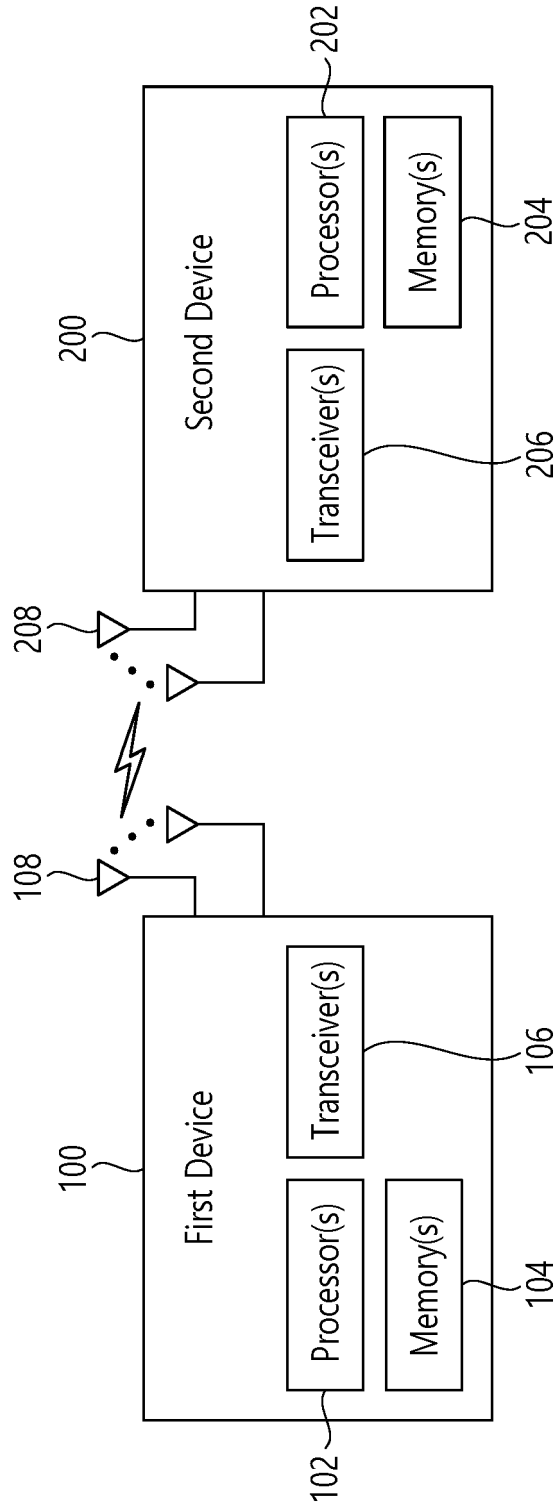 100
First Device
Processor(s)
Transceiver(s)
Memory(s)
102
104
106
108
208
200
Second Device
Transceiver(s)
Processor(s)
Memory(s)
206
202
204